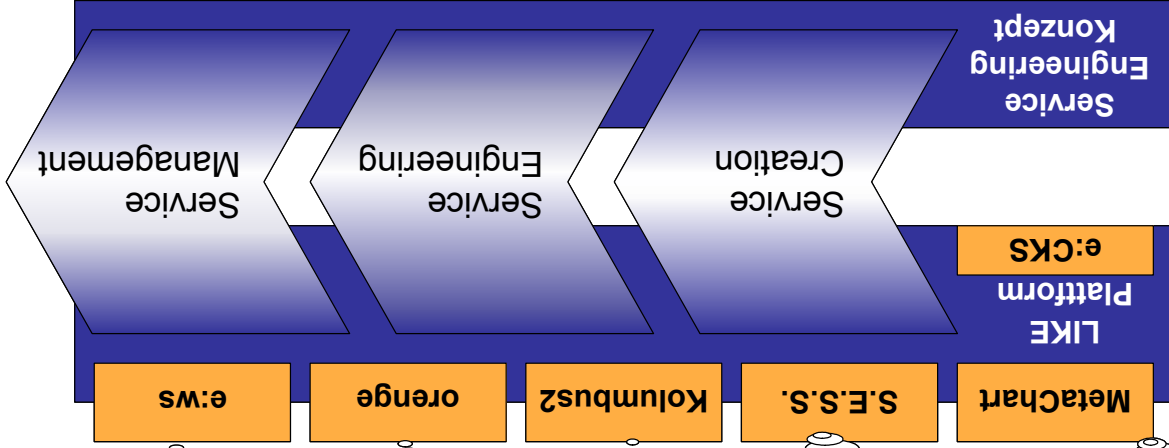 MetaChart
S.E.S.S.
Kolumbus2
orenge
e:ws
LIKE
Plattform
e:CKS
Service
Creation
Service
Engineering
Service
Management
Service
Engineering
Konzept